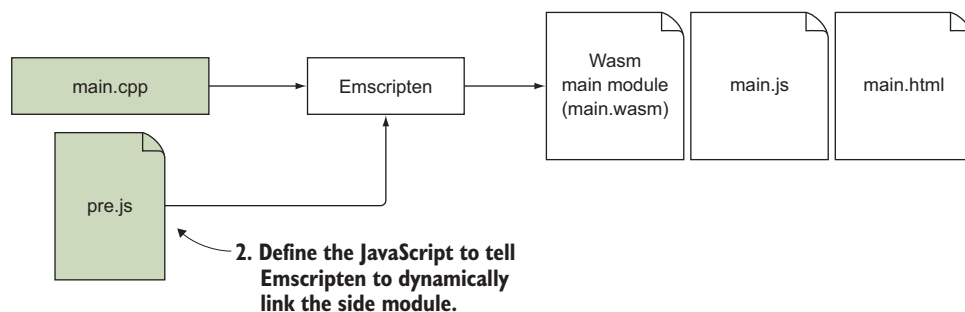 main.cpp
Emscripten
Wasm
main module
(main.wasm)
main.js
main.html
pre.js
2. Define the JavaScript to tell
Emscripten to dynamically
link the side module.